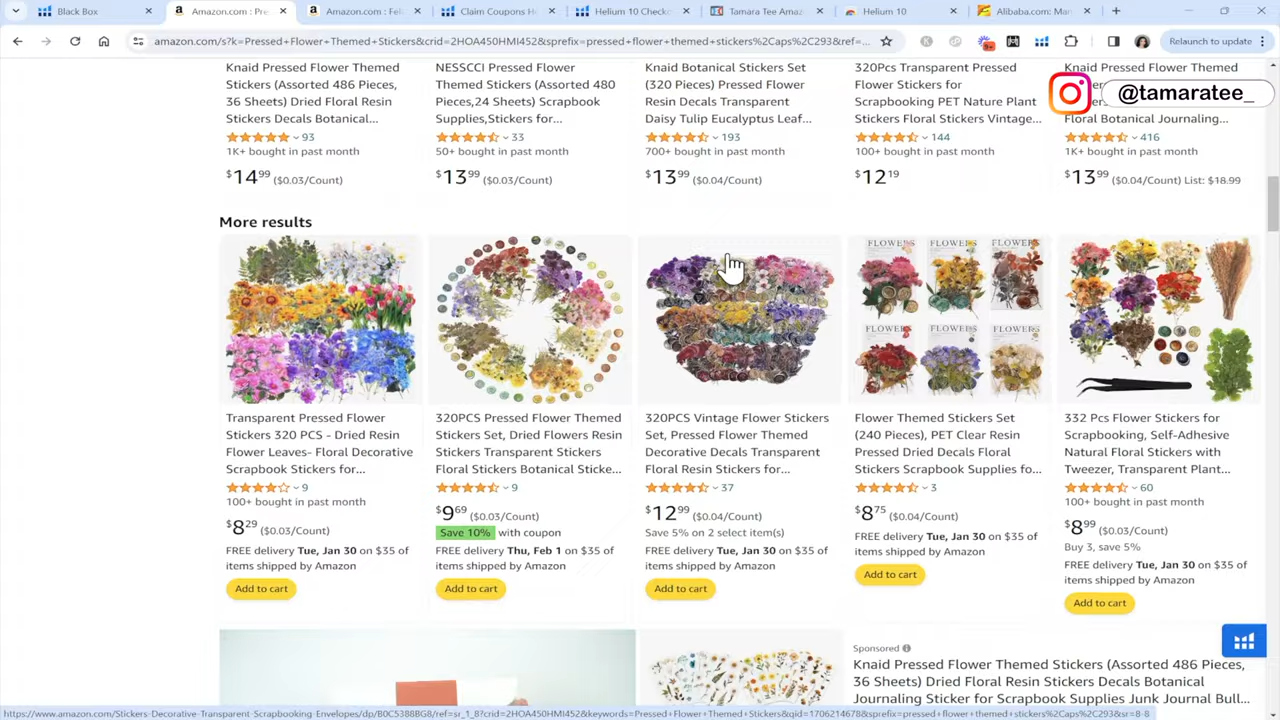 Black Box
Amazon.com : Pre
Amazon.com : Fel
Claim Coupons H
Helium 10 Checko
Tamara Tee Amaz
Helium 10
Alibaba.com: Man
amazon.com/s?k=Pressed+Flower+Themed+Stickers&crid=2HOA450HMI452&sprefix=pressed+flower+themed+stickers%2Caps%2C293&ref=...
Relaunch to update
@tamaratee_
Knaid Pressed Flower Themed
Stickers (Assorted 486 Pieces,
36 Sheets) Dried Floral Resin
Stickers Decals Botanical...
93
1K+ bought in past month
$14.99 ($0.03/Count)
NESSCCI Pressed Flower
Themed Stickers (Assorted 480
Pieces,24 Sheets) Scrapbook
Supplies,Stickers for...
33
50+ bought in past month
$13.99 ($0.03/Count)
Knaid Botanical Stickers Set
(320 Pieces) Pressed Flower
Resin Decals Transparent
Daisy Tulip Eucalyptus Leaf...
193
700+ bought in past month
$13.99 ($0.04/Count)
320Pcs Transparent Pressed
Flower Stickers for
Scrapbooking PET Nature Plant
Stickers Floral Stickers Vintage...
144
100+ bought in past month
$12.19
Knaid Pressed Flower Themed
Floral Botanical Journaling...
416
1K+ bought in past month
$13.99 ($0.04/Count) List: $18.99
More results
FLOWERS FLOWERS FLOWERS
FLOWERS FLOWERS FLOWERS
Transparent Pressed Flower
Stickers 320 PCS - Dried Resin
Flower Leaves- Floral Decorative
Scrapbook Stickers for...
9
100+ bought in past month
$8.29 ($0.03/Count)
FREE delivery Tue, Jan 30 on $35 of
items shipped by Amazon
Add to cart
320PCS Pressed Flower Themed
Stickers Set, Dried Flowers Resin
Stickers Transparent Stickers
Floral Stickers Botanical Sticke...
9
$9.69 ($0.03/Count)
Save 10% with coupon
FREE delivery Thu, Feb 1 on $35 of
items shipped by Amazon
Add to cart
320PCS Vintage Flower Stickers
Set, Pressed Flower Themed
Decorative Decals Transparent
Floral Resin Stickers for...
37
$12.99 ($0.04/Count)
Save 5% on 2 select item(s)
FREE delivery Tue, Jan 30 on $35 of
items shipped by Amazon
Add to cart
Flower Themed Stickers Set
(240 Pieces), PET Clear Resin
Pressed Dried Decals Floral
Stickers Scrapbook Supplies fo...
3
$8.75 ($0.04/Count)
FREE delivery Tue, Jan 30 on $35 of
items shipped by Amazon
Add to cart
332 Pcs Flower Stickers for
Scrapbooking, Self-Adhesive
Natural Floral Stickers with
Tweezer, Transparent Plant...
60
100+ bought in past month
$8.99 ($0.03/Count)
Buy 3, save 5%
FREE delivery Tue, Jan 30 on $35 of
items shipped by Amazon
Add to cart
Sponsored
Knaid Pressed Flower Themed Stickers (Assorted 486 Pieces,
36 Sheets) Dried Floral Resin Stickers Decals Botanical
Journaling Sticker for Scrapbook Supplies Junk Journal Bull...
https://www.amazon.com/Stickers-Decorative-Transparent-Scrapbooking-Envelopes/dp/B0C5388BG8/ref=sr_1_8?crid=2HOA450HMI452&keywords=Pressed+Flower+Themed+Stickers&qid=1706214678&sprefix=pressed+flower+themed+stickers%2Caps%2C293&sr=8-8